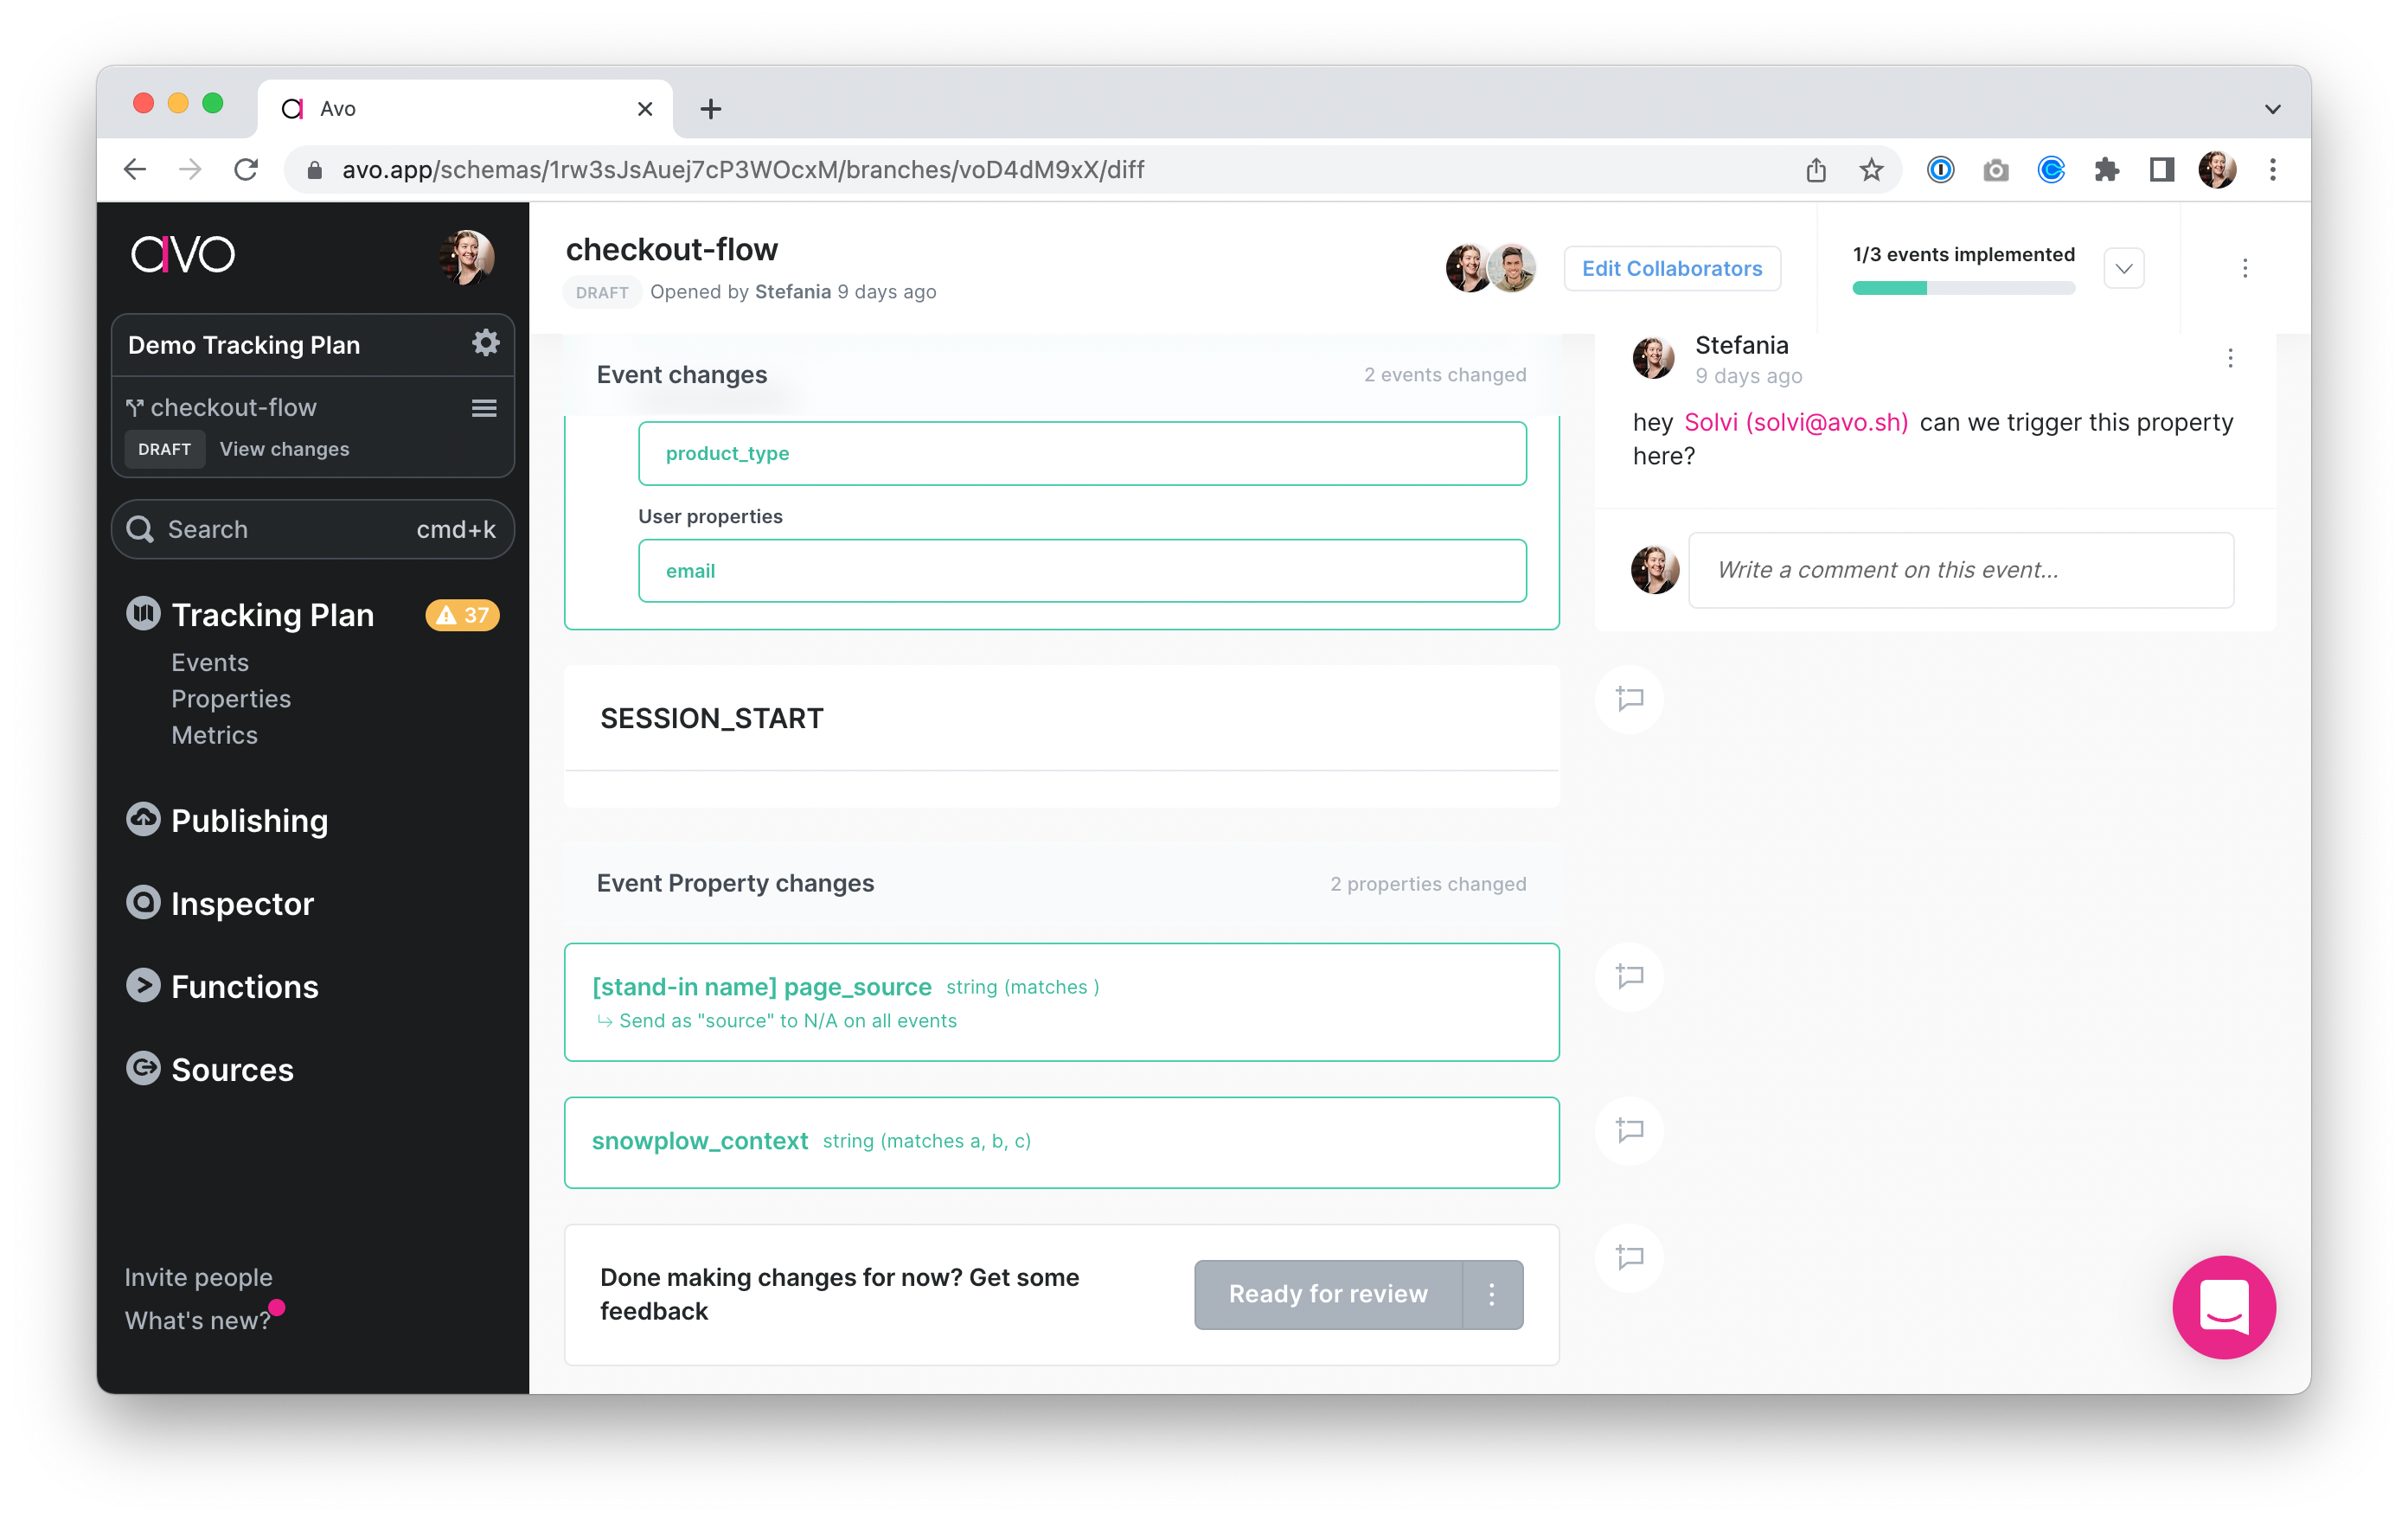 Avo
avo.app/schemas/1rw3sJsAuej7cP3WOcxM/branches/voD4dM9xX/diff
avo
Demo Tracking Plan
checkout-flow
DRAFT View changes
Search cmd+k
Tracking Plan 37
Events
Properties
Metrics
Publishing
Inspector
Functions
Sources
Invite people
What's new?
checkout-flow
DRAFT Opened by Stefania 9 days ago
Edit Collaborators
1/3 events implemented
Event changes 2 events changed
product_type
User properties
email
SESSION_START
Event Property changes 2 properties changed
[stand-in name] page_source string (matches )
Send as "source" to N/A on all events
snowplow_context string (matches a, b, c)
Done making changes for now? Get some
feedback
Ready for review
Stefania
9 days ago
hey Solvi (solvi@avo.sh) can we trigger this property
here?
Write a comment on this event...